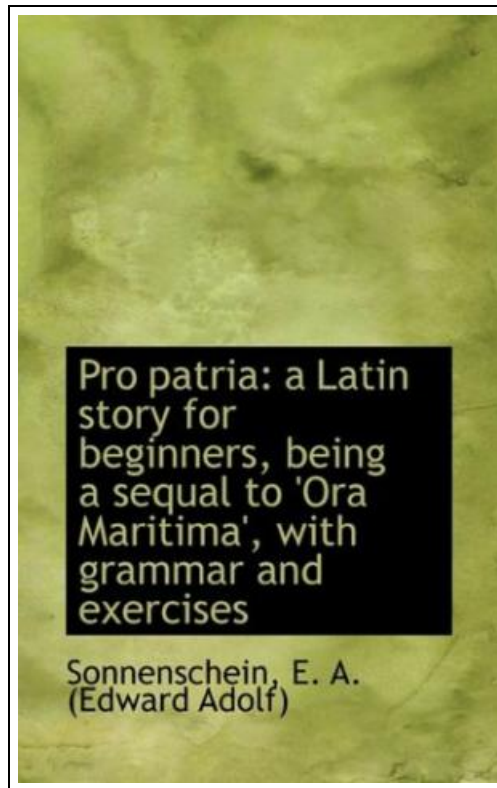 Pro patria: a Latin
story for
beginners, being
a sequal to 'Ora
Maritima', with
grammar and
exercises
Sonnenschein, E. A.
(Edward Adolf)